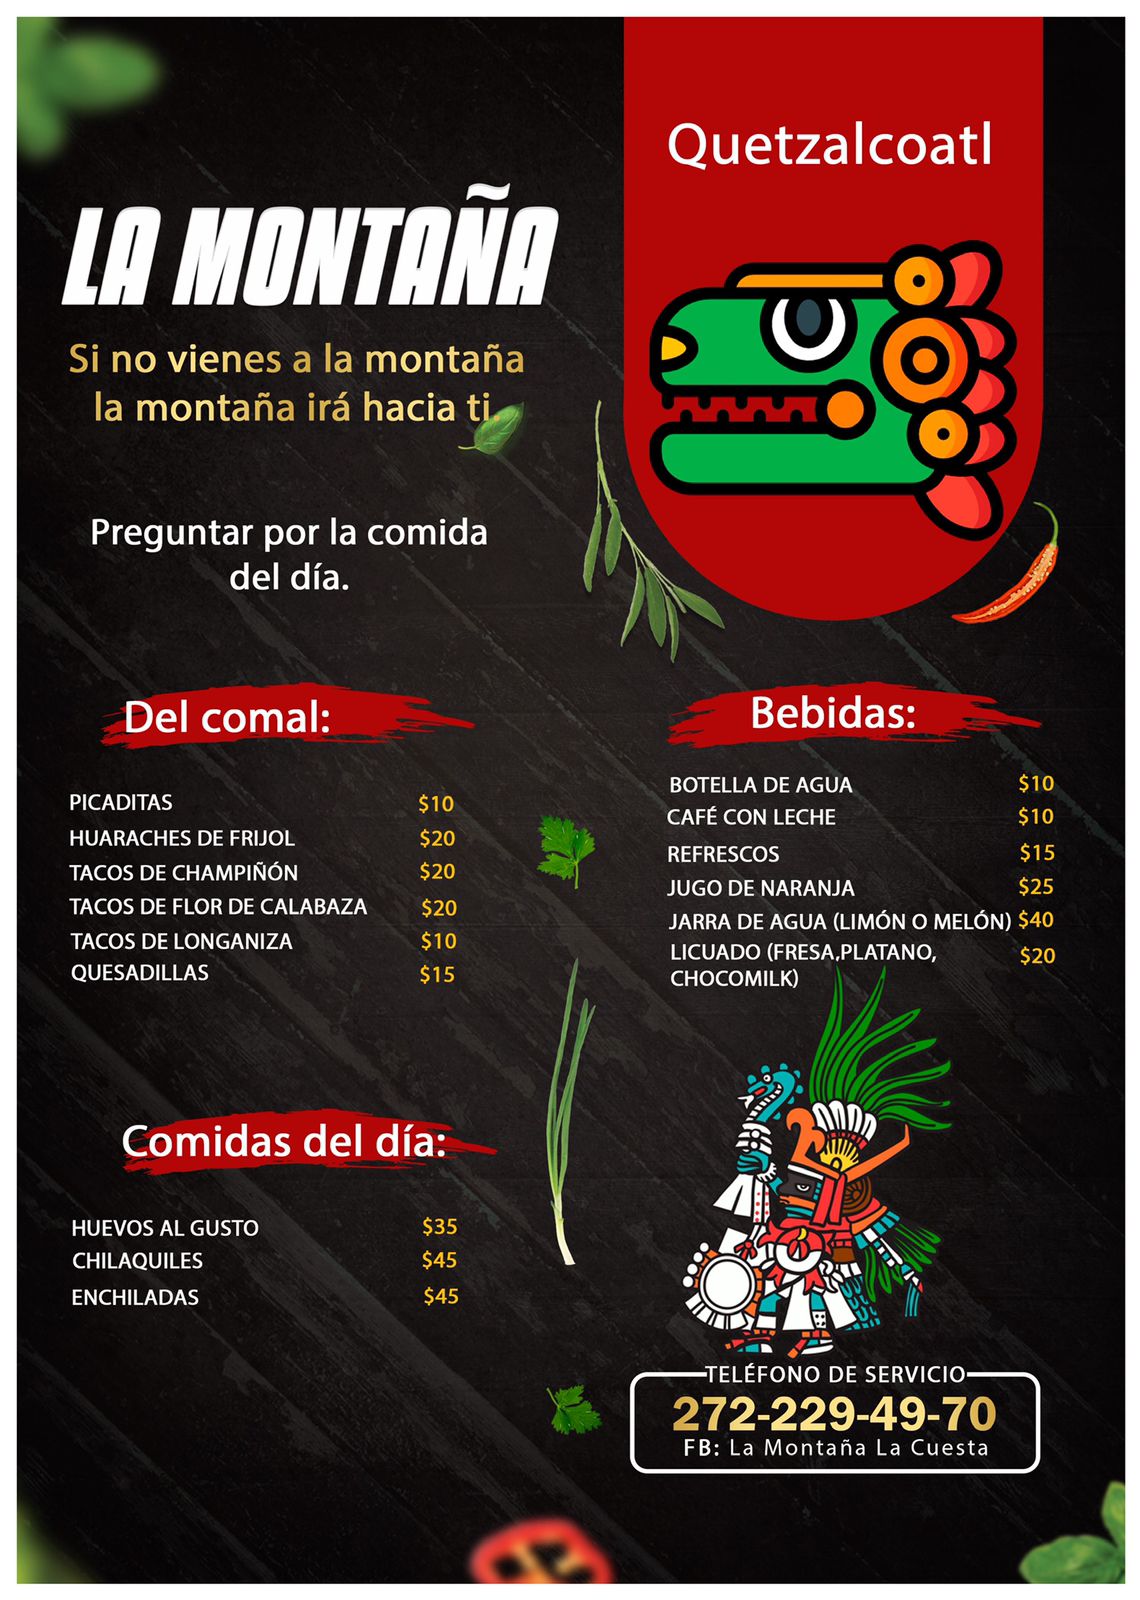 Quetzalcoatl
LA MONTAÑA
Si no vienes a la montaña
la montaña irá hacia ti.
Preguntar por la comida
del día.
Del comal:
PICADITAS $10
HUARACHES DE FRIJOL $20
TACOS DE CHAMPIÑÓN $20
TACOS DE FLOR DE CALABAZA $20
TACOS DE LONGANIZA $10
QUESADILLAS $15
Comidas del día:
HUEVOS AL GUSTO $35
CHILAQUILES $45
ENCHILADAS $45
Bebidas:
BOTELLA DE AGUA $10
CAFÉ CON LECHE $10
REFRESCOS $15
JUGO DE NARANJA $25
JARRA DE AGUA (LIMÓN O MELÓN) $40
LICUADO (FRESA,PLATANO, $20
CHOCOMILK)
TELÉFONO DE SERVICIO
272-229-49-70
FB: La Montaña La Cuesta